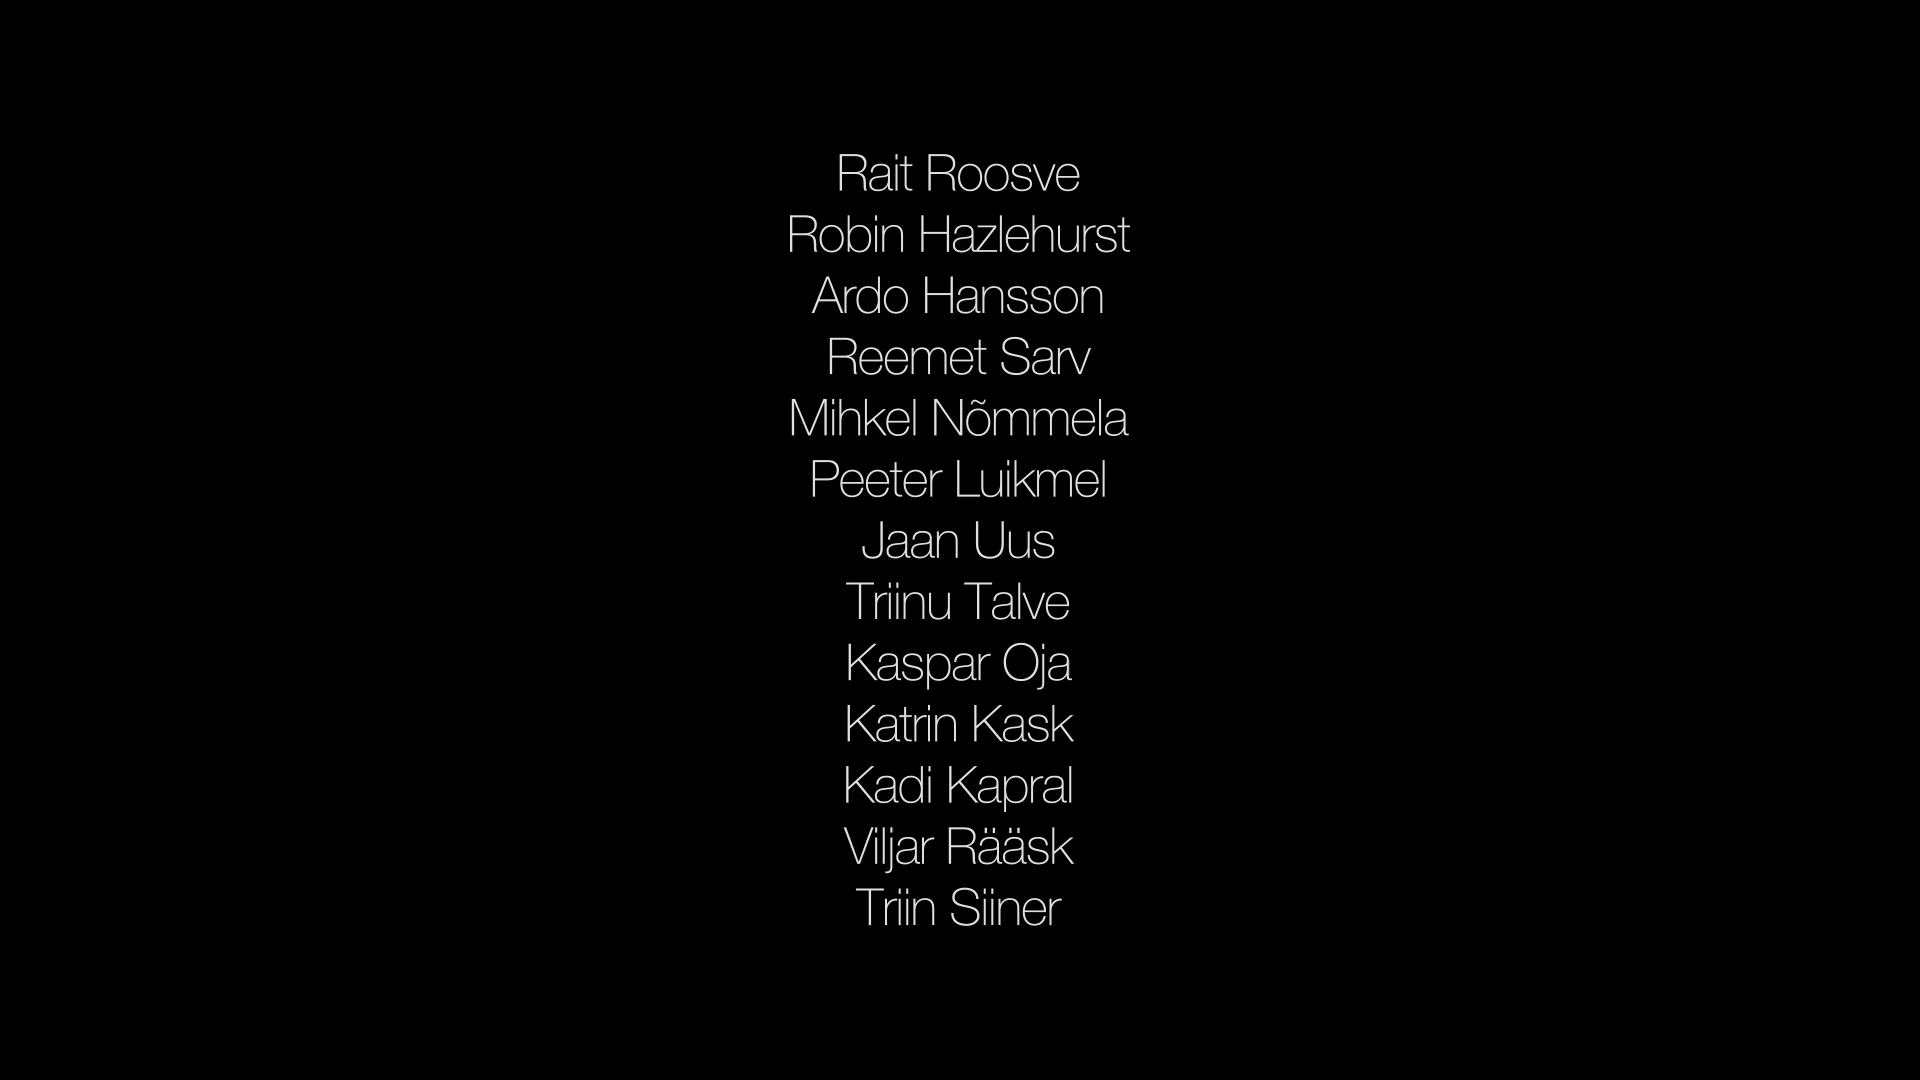 Rait Roosve
Robin Hazlehurst
Ardo Hansson
Reemet Sarv
Mihkel Nõmmela
Peeter Luikmel
Jaan Uus
Triinu Talve
Kaspar Oja
Katrin Kask
Kadi Kapral
Viljar Rääsk
Triin Siiner